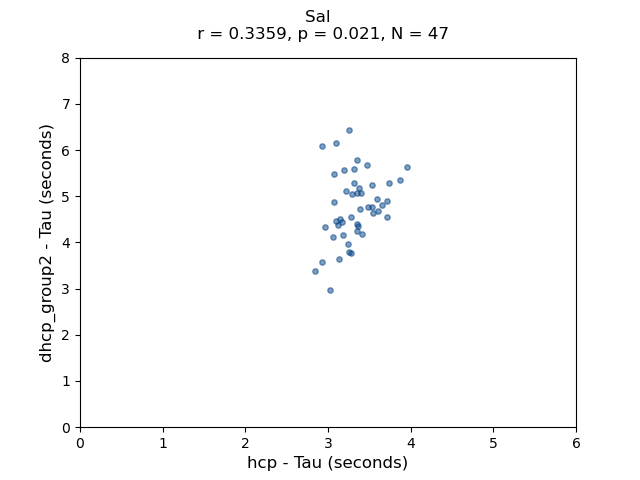 Sal
r = 0.3359, p = 0.021, N = 47
8
7
6
5
4
3
2
1
0
dhcp_group2 - Tau (seconds)
0 1 2 3 4 5 6
hcp - Tau (seconds)